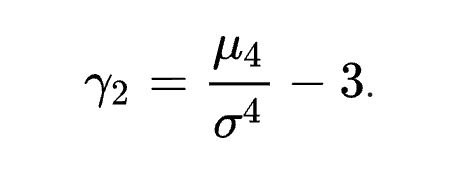 γ₂ = μ₄ / σ⁴ − 3.